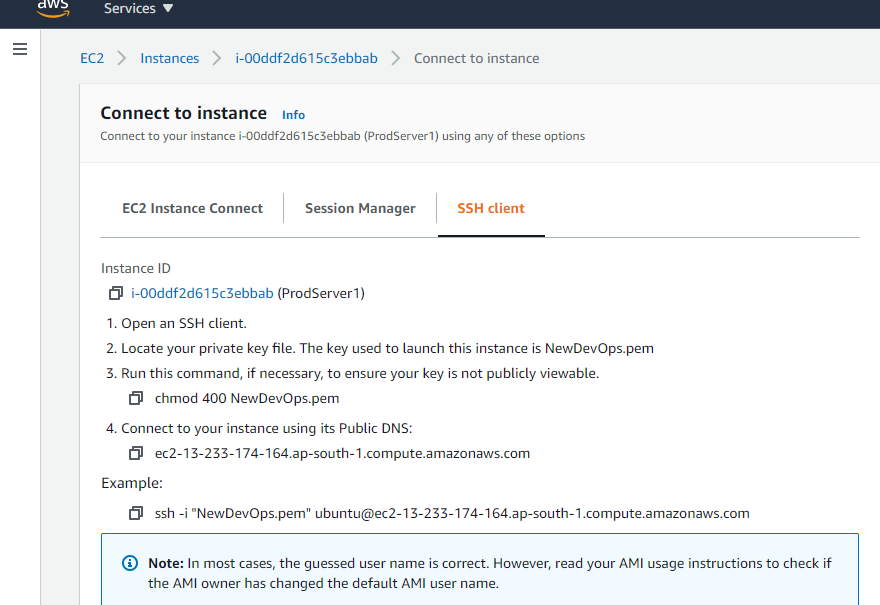 aws
Services
EC2 Instances i-00ddf2d615c3ebbab Connect to instance
Connect to instance Info
Connect to your instance i-00ddf2d615c3ebbab (ProdServer1) using any of these options
EC2 Instance Connect Session Manager SSH client
Instance ID
i-00ddf2d615c3ebbab (ProdServer1)
1. Open an SSH client.
2. Locate your private key file. The key used to launch this instance is NewDevOps.pem
3. Run this command, if necessary, to ensure your key is not publicly viewable.
chmod 400 NewDevOps.pem
4. Connect to your instance using its Public DNS:
ec2-13-233-174-164.ap-south-1.compute.amazonaws.com
Example:
ssh -i "NewDevOps.pem" ubuntu@ec2-13-233-174-164.ap-south-1.compute.amazonaws.com
Note: In most cases, the guessed user name is correct. However, read your AMI usage instructions to check if
the AMI owner has changed the default AMI user name.